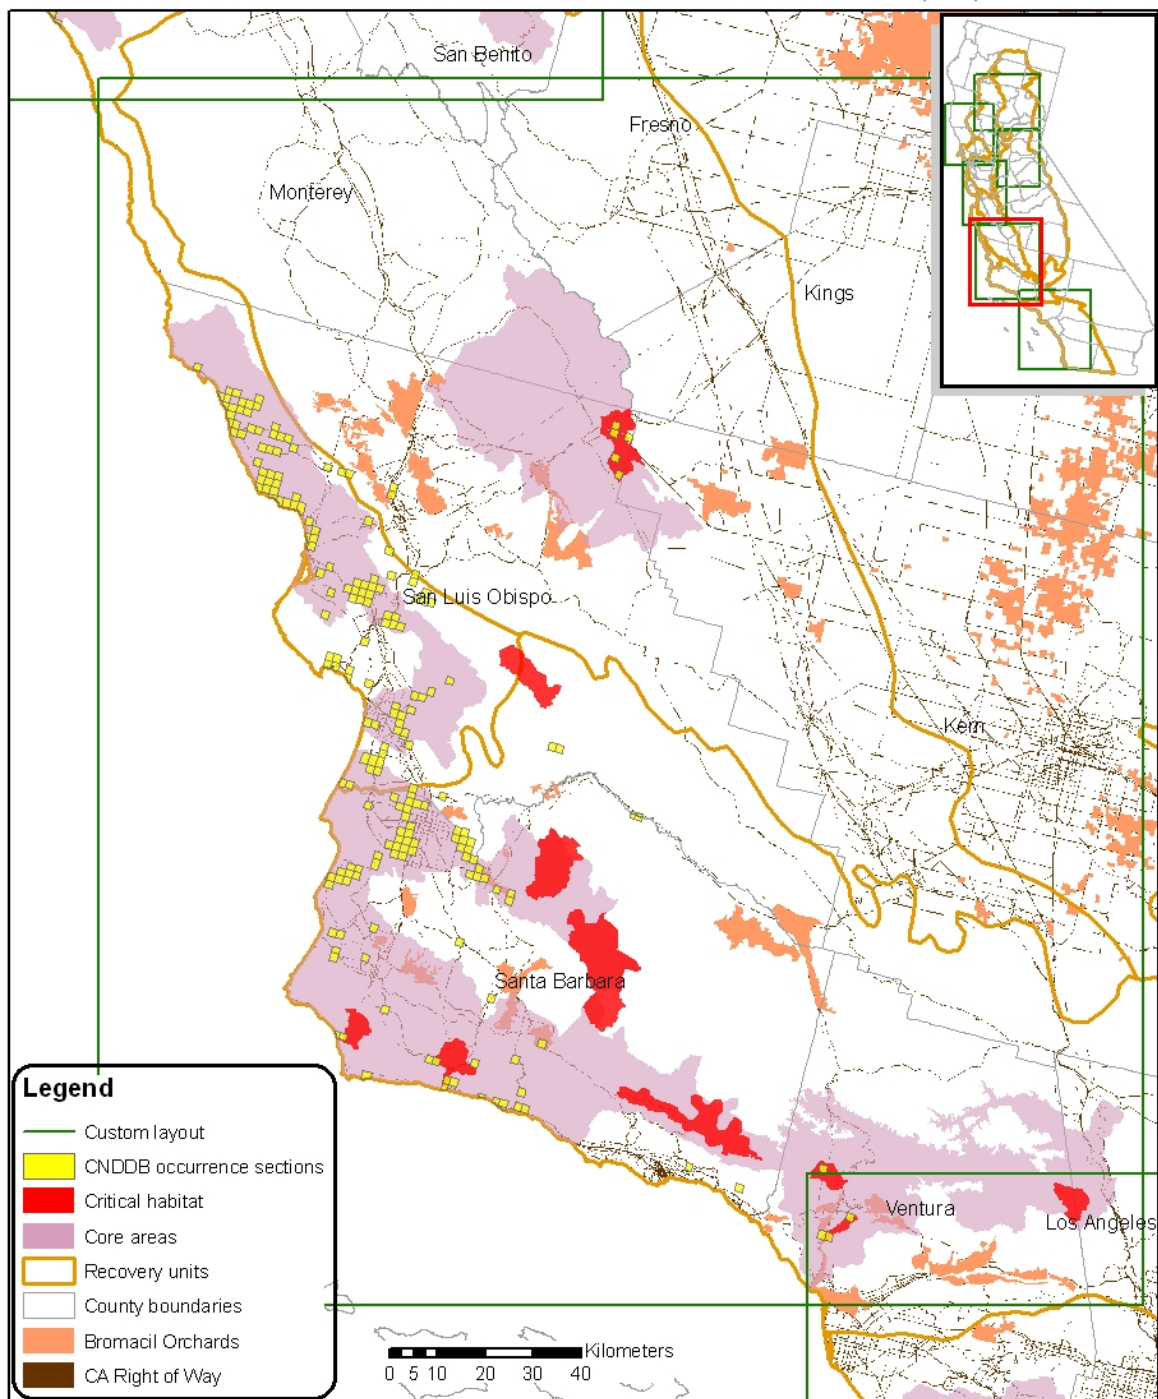 San Benito
Fresno
Monterey
Kings
San Luis Obispo
Kern
Santa Barbara
Ventura
Los Angeles
Legend
Custom layout
CNDDB occurrence sections
Critical habitat
Core areas
Recovery units
County boundaries
Bromacil Orchards
CA Right of Way
Kilometers
0 5 10 20 30 40